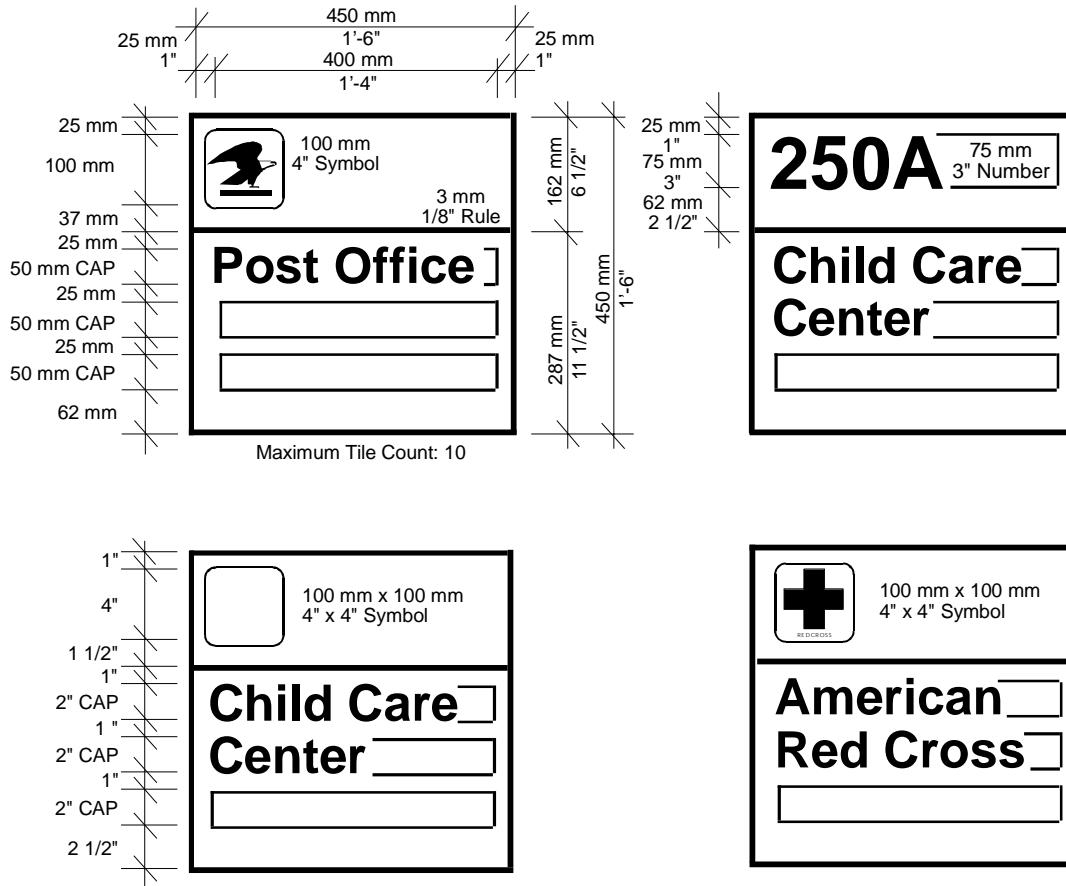 450 mm
1'-6"
25 mm
1"
25 mm
1"
400 mm
1'-4"
25 mm
100 mm
37 mm
25 mm
50 mm CAP
25 mm
50 mm CAP
25 mm
50 mm CAP
62 mm
100 mm
4" Symbol
3 mm
1/8" Rule
Post Office
Maximum Tile Count: 10
162 mm
6 1/2"
287 mm
11 1/2"
450 mm
1'-6"
25 mm
1"
75 mm
3"
62 mm
2 1/2"
250A
75 mm
3" Number
Child Care
Center
1"
4"
1 1/2"
1"
2" CAP
1 "
2" CAP
1"
2" CAP
2 1/2"
100 mm x 100 mm
4" x 4" Symbol
Child Care
Center
REDCROSS
100 mm x 100 mm
4" x 4" Symbol
American
Red Cross